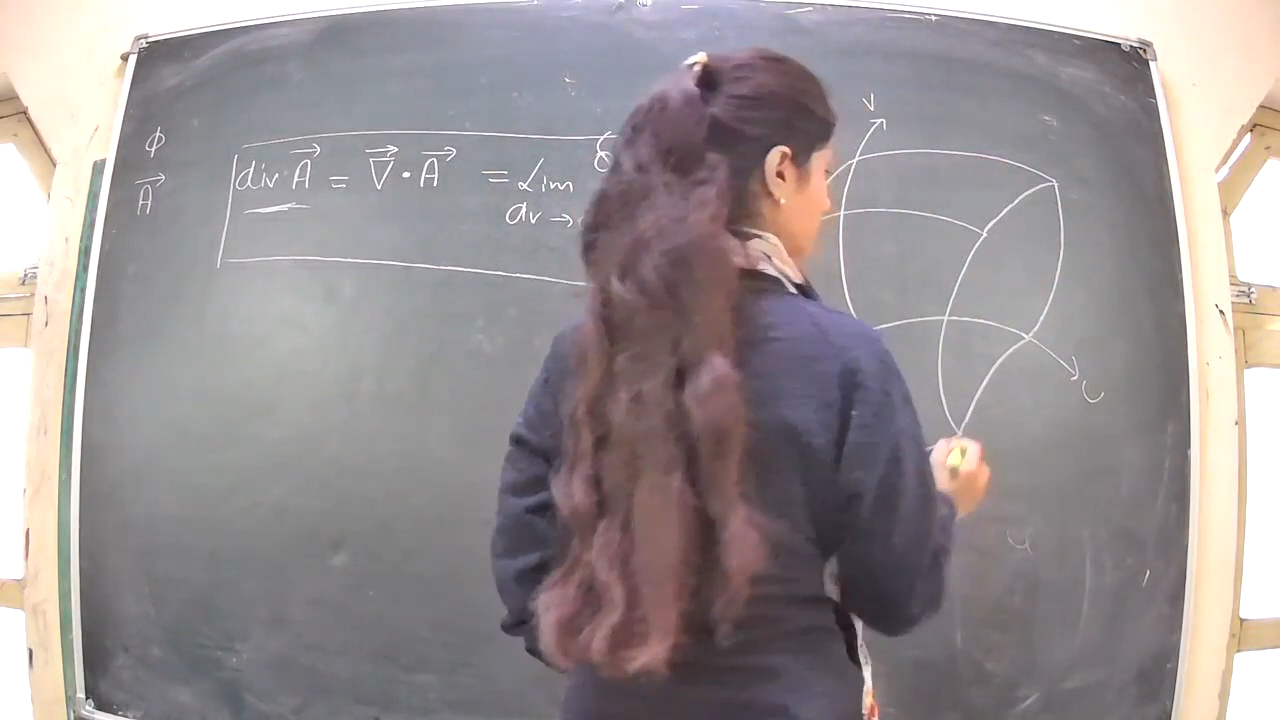 ϕ
A⃗
div A⃗ = ∇⃗ · A⃗ = Lim
dv →
v
u
u